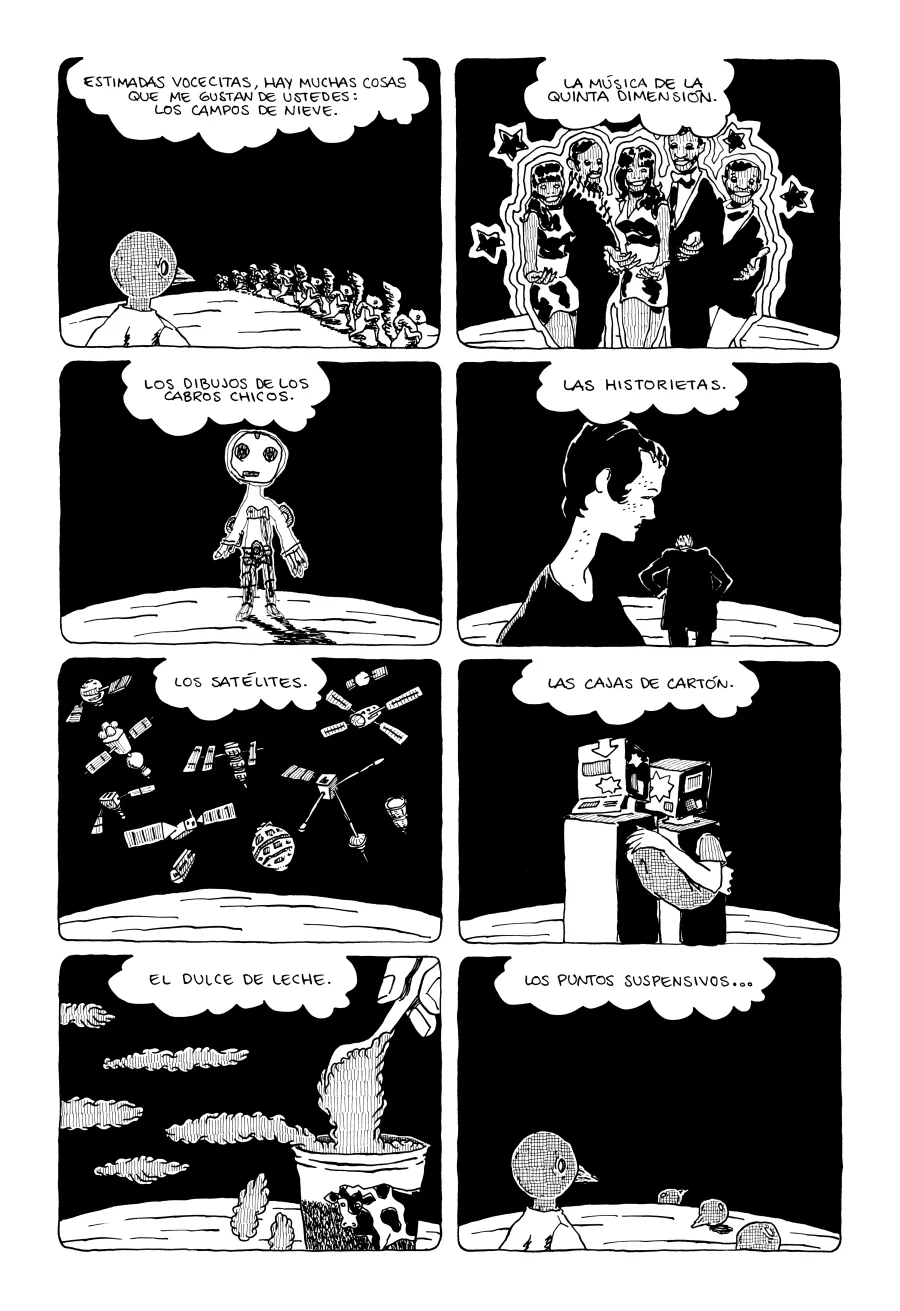 ESTIMADAS VOCECITAS, HAY MUCHAS COSAS
QUE ME GUSTAN DE USTEDES:
LOS CAMPOS DE NIEVE.
LA MÚSICA DE LA
QUINTA DIMENSIÓN.
LOS DIBUJOS DE LOS
CABROS CHICOS.
LAS HISTORIETAS.
LOS SATÉLITES.
LAS CAJAS DE CARTÓN.
EL DULCE DE LECHE.
LOS PUNTOS SUSPENSIVOS...